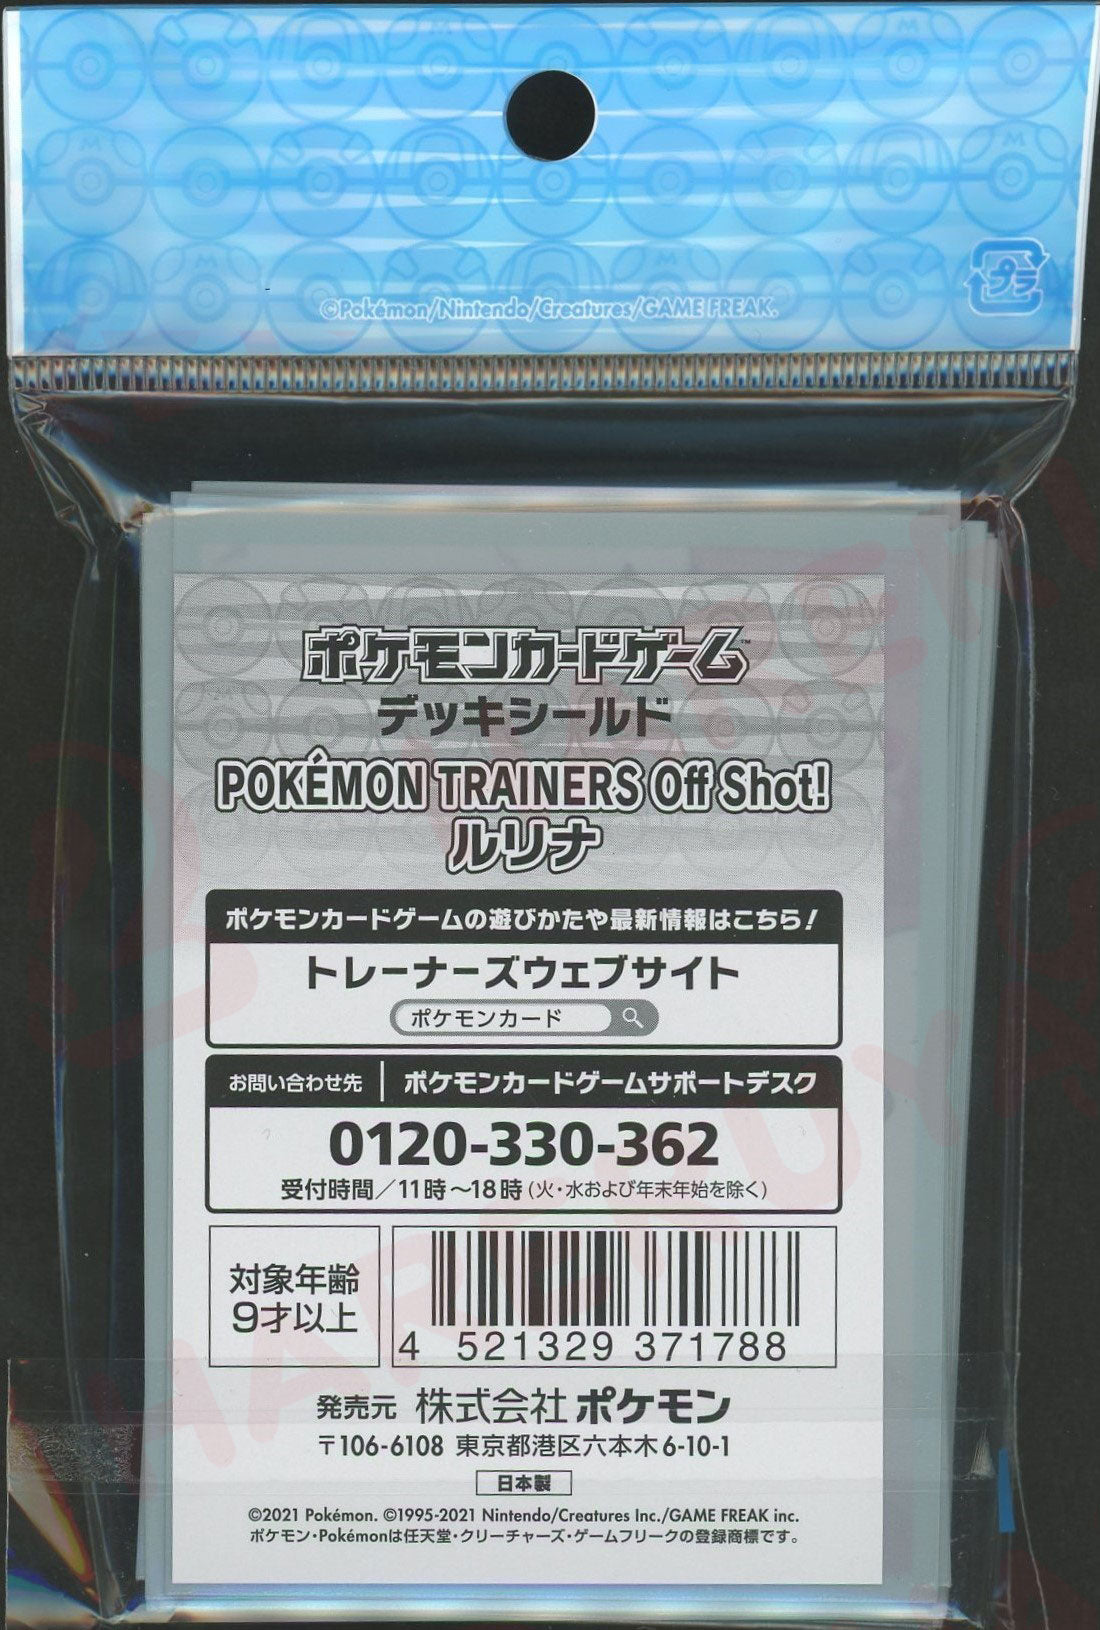 ©Pokémon/Nintendo/Creatures/GAME FREAK.
プラ
ポケモンカードゲーム™
デッキシールド
POKÉMON TRAINERS Off Shot!
ルリナ
ポケモンカードゲームの遊びかたや最新情報はこちら!
トレーナーズウェブサイト
ポケモンカード
お問い合わせ先 ポケモンカードゲームサポートデスク
0120-330-362
受付時間/11時~18時(火・水および年末年始を除く)
対象年齢
9才以上
4 521329 371788
発売元 株式会社ポケモン
〒106-6108 東京都港区六本木6-10-1
日本製
©2021 Pokémon. ©1995-2021 Nintendo/Creatures Inc./GAME FREAK inc.
ポケモン・Pokémonは任天堂・クリーチャーズ・ゲームフリークの登録商標です。